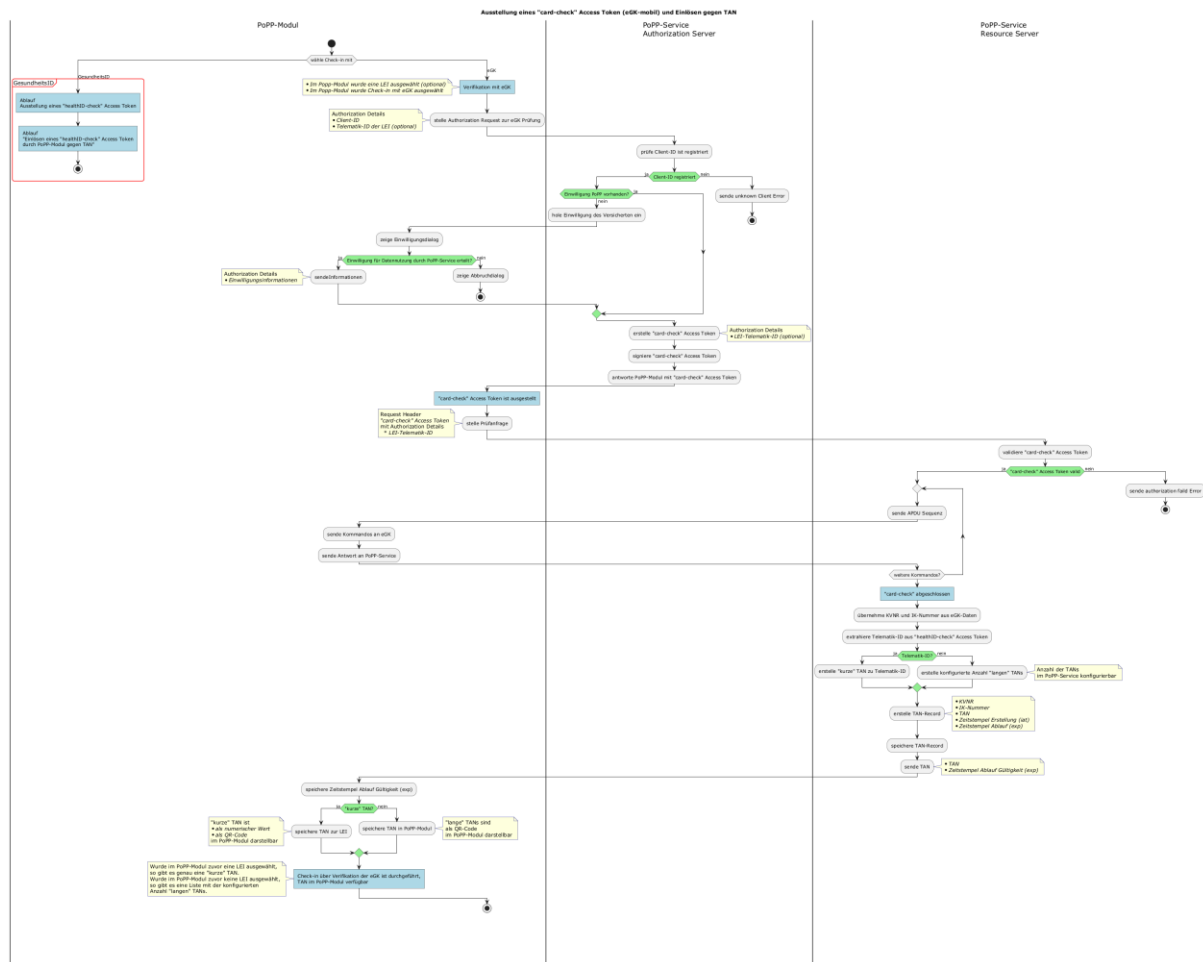 Ausstellung eines "card-check" Access Token (eGK-mobil) und Einlösen gegen TAN
PoPP-Modul
PoPP-Service
Authorization Server
PoPP-Service
Resource Server
wähle Check-in mit
GesundheitsID
eGK
GesundheitsID
Ablauf
Ausstellung eines "healthID-check" Access Token
Ablauf
"Einlösen eines "healthID-check" Access Token
durch PoPP-Modul gegen TAN"
• Im Popp-Modul wurde eine LEI ausgewählt (optional)
• Im Popp-Modul wurde Check-in mit eGK ausgewählt
Verifikation mit eGK
Authorization Details
• Client-ID
• Telematik-ID der LEI (optional)
stelle Authorization Request zur eGK Prüfung
prüfe Client-ID ist registriert
ja
Client-ID registriert
nein
Einwilligung PoPP vorhanden?
ja
nein
sende unknown Client Error
hole Einwilligung des Versicherten ein
zeige Einwilligungsdialog
ja
Einwilligung für Datennutzung durch PoPP-Service erteilt?
nein
Authorization Details
• Einwilligungsinformationen
sendeInformationen
zeige Abbruchdialog
erstelle "card-check" Access Token
Authorization Details
• LEI-Telematik-ID (optional)
signiere "card-check" Access Token
antworte PoPP-Modul mit "card-check" Access Token
"card-check" Access Token ist ausgestellt
Request Header
"card-check" Access Token
mit Authorization Details
* LEI-Telematik-ID
stelle Prüfanfrage
validiere "card-check" Access Token
ja
"card-check" Access Token valid
nein
sende authorization faild Error
sende APDU Sequenz
sende Kommandos an eGK
sende Antwort an PoPP-Service
weitere Kommandos?
"card-check" abgeschlossen
übernehme KVNR und IK-Nummer aus eGK-Daten
extrahiere Telematik-ID aus "healthID-check" Access Token
ja
Telematik-ID?
nein
erstelle "kurze" TAN zu Telematik-ID
erstelle konfigurierte Anzahl "langen" TANs
Anzahl der TANs
im PoPP-Service konfigurierbar
erstelle TAN-Record
• KVNR
• IK-Nummer
• TAN
• Zeitstempel Erstellung (iat)
• Zeitstempel Ablauf (exp)
speichere TAN-Record
sende TAN
• TAN
• Zeitstempel Ablauf Gültigkeit (exp)
speichere Zeitstempel Ablauf Gültigkeit (exp)
ja
"kurze" TAN?
nein
"kurze" TAN ist
• als numerischer Wert
• als QR-Code
im PoPP-Modul darstellbar
speichere TAN zur LEI
speichere TAN in PoPP-Modul
"lange" TANs sind
als QR-Code
im PoPP-Modul darstellbar
Wurde im PoPP-Modul zuvor eine LEI ausgewählt,
so gibt es genau eine "kurze" TAN.
Wurde im PoPP-Modul zuvor keine LEI ausgewählt,
so gibt es eine Liste mit der konfigurierten
Anzahl "langen" TANs.
Check-in über Verifikation der eGK ist durchgeführt,
TAN im PoPP-Modul verfügbar